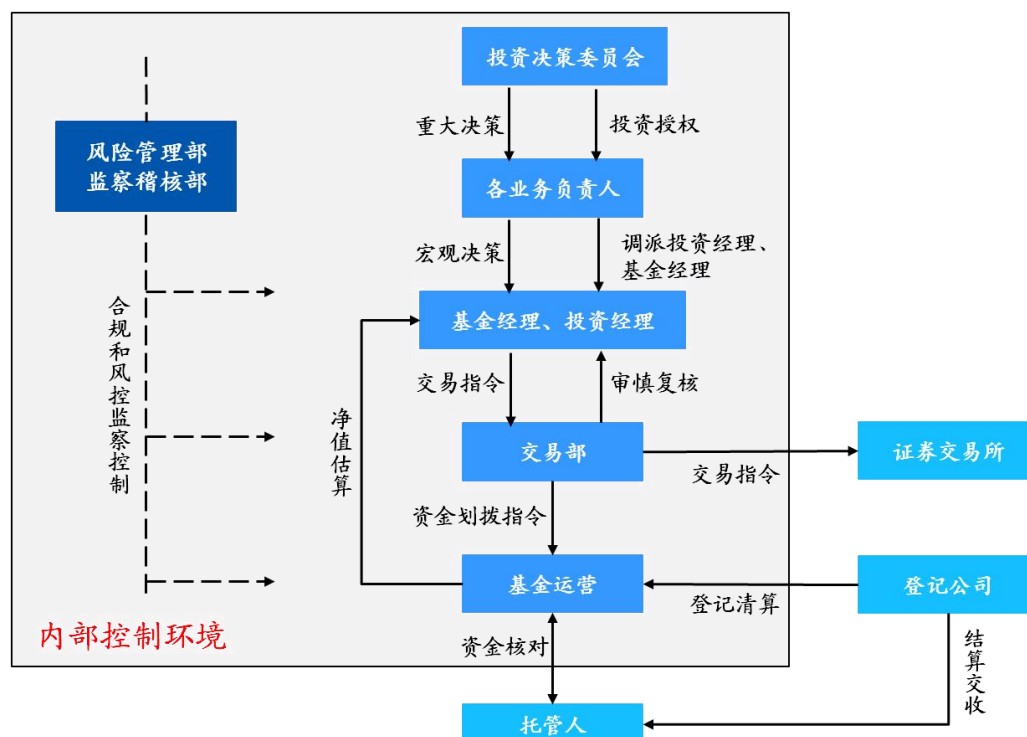 投资决策委员会
重大决策
投资授权
风险管理部
监察稽核部
各业务负责人
宏观决策
调派投资经理、
基金经理
合规和风控监察控制
基金经理、投资经理
交易指令
审慎复核
净值估算
交易部
交易指令
证券交易所
资金划拨指令
基金运营
登记清算
登记公司
内部控制环境
资金核对
结算交收
托管人